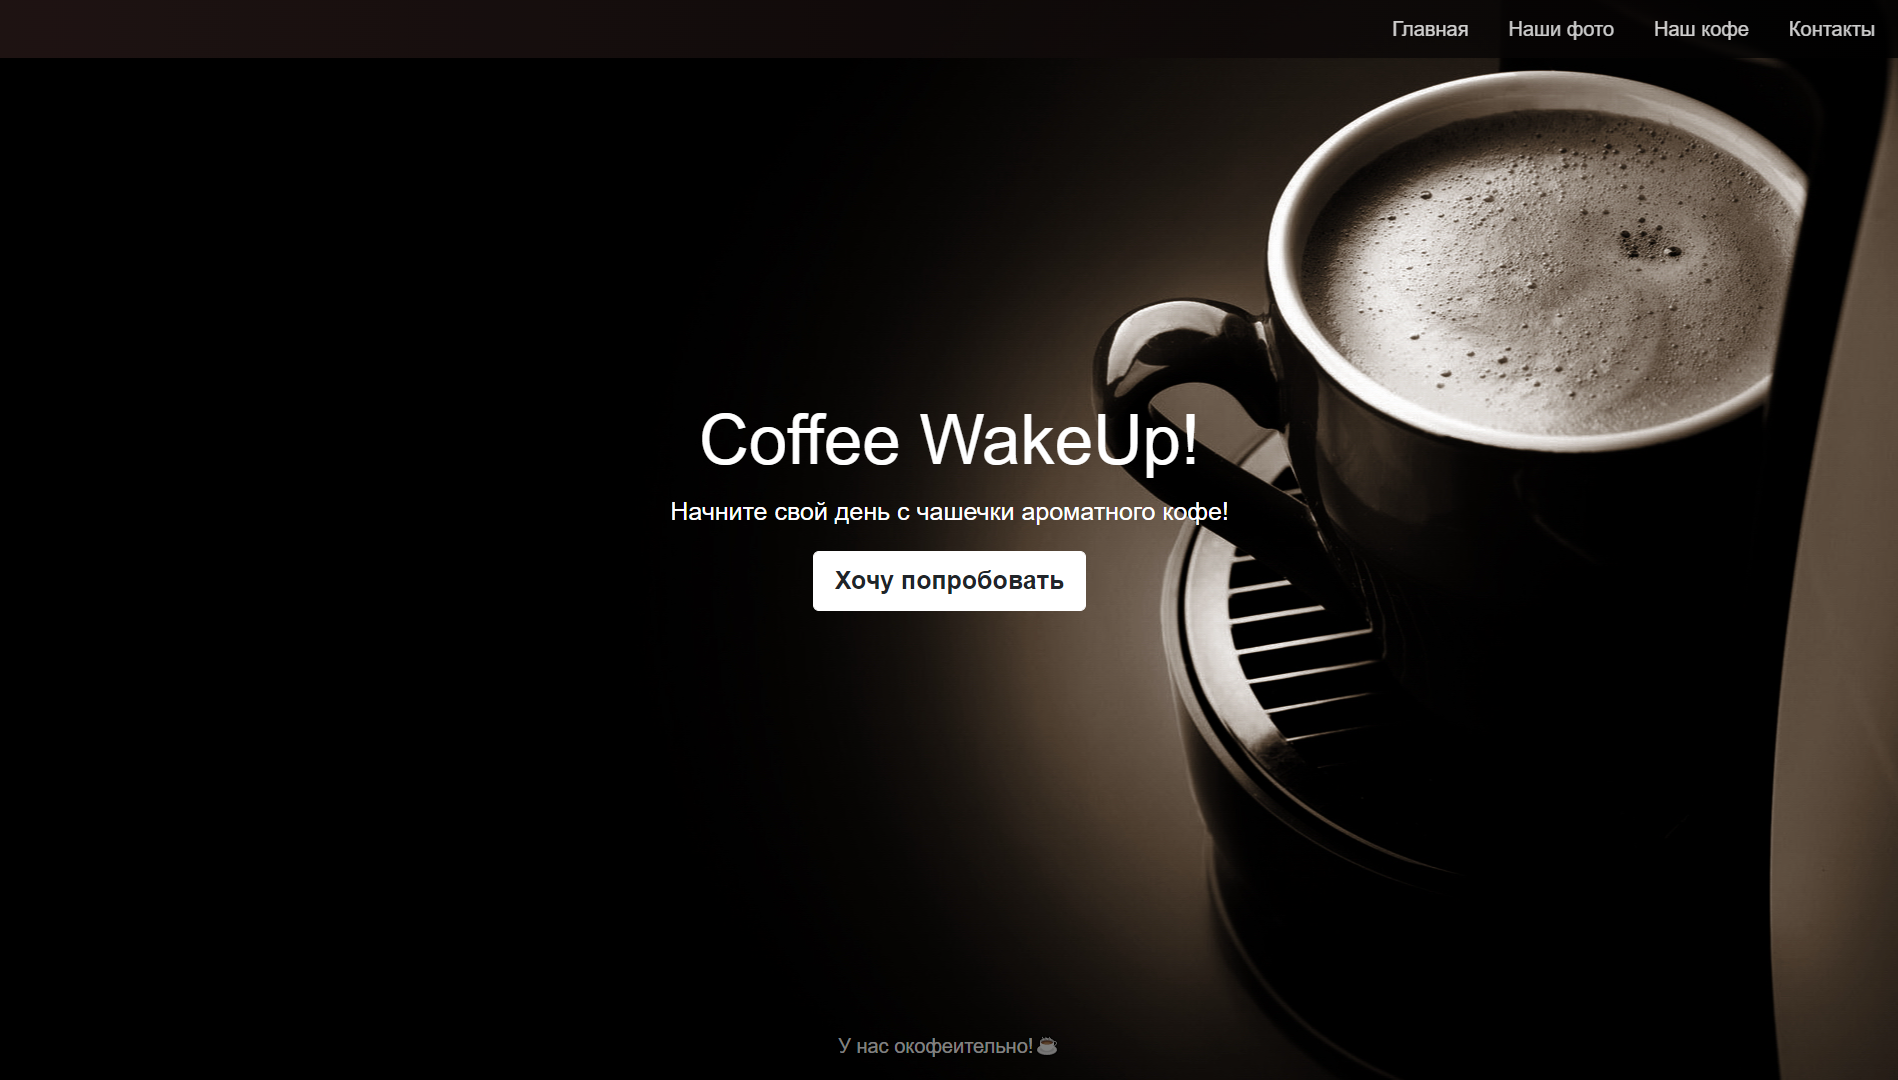 Главная Наши фото Наш кофе Контакты
Coffee WakeUp!
Начните свой день с чашечки ароматного кофе!
Хочу попробовать
У нас окофеительно!☕